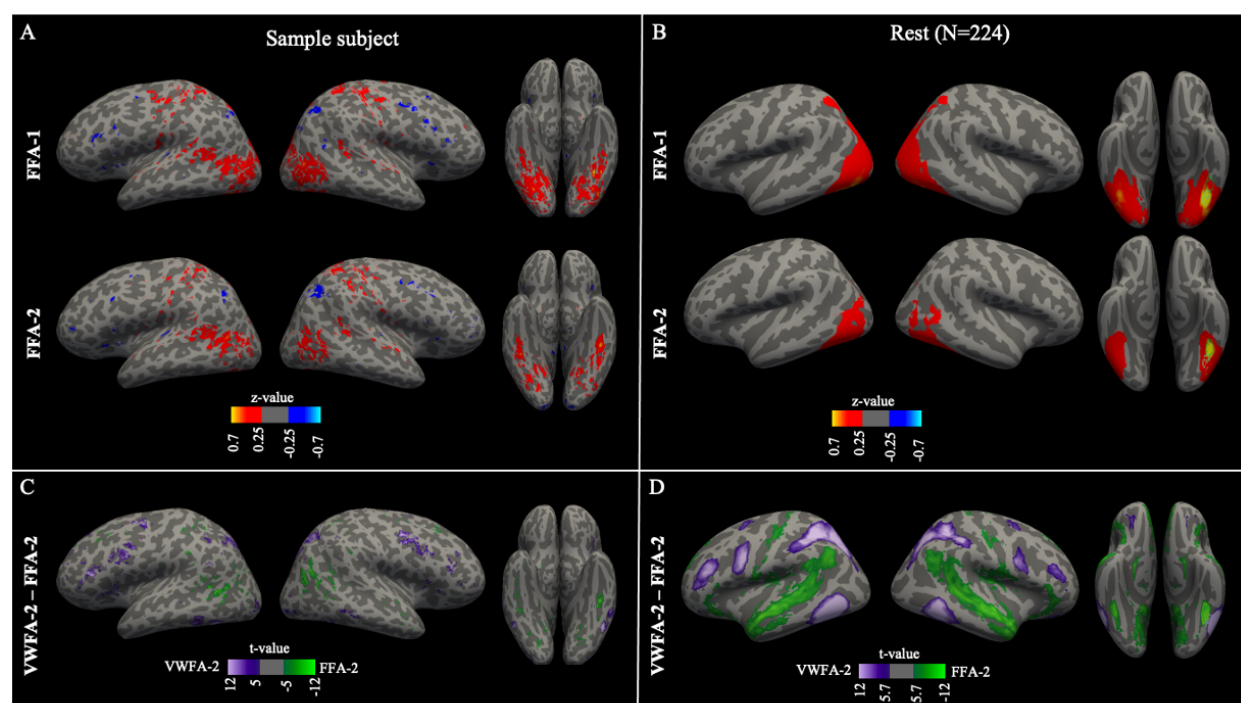 A
Sample subject
FFA-1
FFA-2
z-value
0.7 0.25 -0.25 -0.7
B
Rest (N=224)
FFA-1
FFA-2
z-value
0.7 0.25 -0.25 -0.7
C
VWFA-2 – FFA-2
t-value
VWFA-2 FFA-2
12 5 -5 -12
D
VWFA-2 – FFA-2
t-value
VWFA-2 FFA-2
12 5.7 5.7 -12